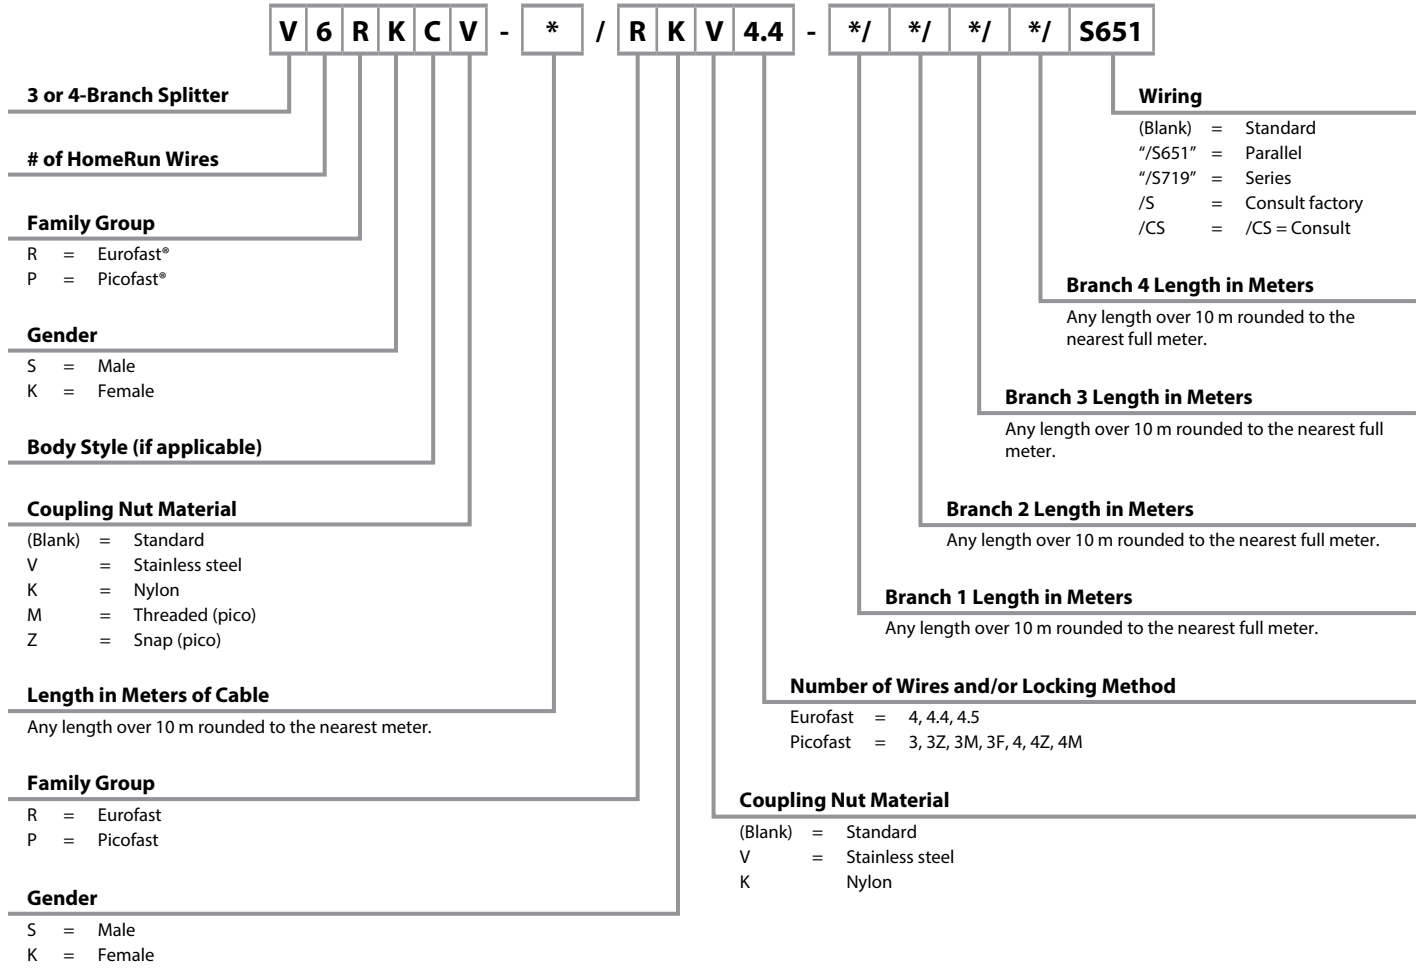 V 6 R K C V - * / R K V 4.4 - */ */ */ */ S651
3 or 4-Branch Splitter
# of HomeRun Wires
Family Group
R = Eurofast®
P = Picofast®
Gender
S = Male
K = Female
Body Style (if applicable)
Coupling Nut Material
(Blank) = Standard
V = Stainless steel
K = Nylon
M = Threaded (pico)
Z = Snap (pico)
Length in Meters of Cable
Any length over 10 m rounded to the nearest meter.
Family Group
R = Eurofast
P = Picofast
Gender
S = Male
K = Female
Wiring
(Blank) = Standard
“/S651” = Parallel
“/S719” = Series
/S = Consult factory
/CS = /CS = Consult
Branch 4 Length in Meters
Any length over 10 m rounded to the
nearest full meter.
Branch 3 Length in Meters
Any length over 10 m rounded to the nearest full
meter.
Branch 2 Length in Meters
Any length over 10 m rounded to the nearest full meter.
Branch 1 Length in Meters
Any length over 10 m rounded to the nearest full meter.
Number of Wires and/or Locking Method
Eurofast = 4, 4.4, 4.5
Picofast = 3, 3Z, 3M, 3F, 4, 4Z, 4M
Coupling Nut Material
(Blank) = Standard
V = Stainless steel
K Nylon